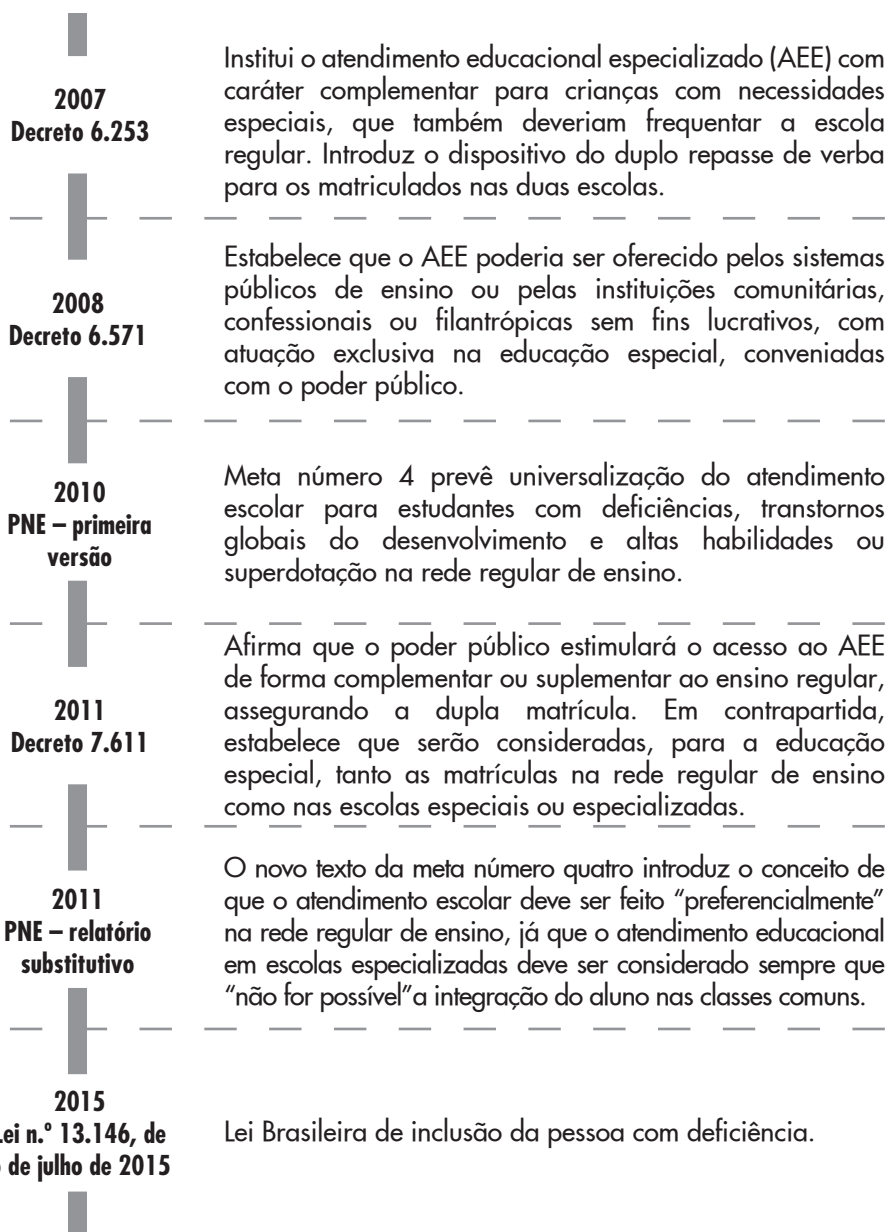 2007
Decreto 6.253
Institui o atendimento educacional especializado (AEE) com
caráter complementar para crianças com necessidades
especiais, que também deveriam frequentar a escola
regular. Introduz o dispositivo do duplo repasse de verba
para os matriculados nas duas escolas.
2008
Decreto 6.571
Estabelece que o AEE poderia ser oferecido pelos sistemas
públicos de ensino ou pelas instituições comunitárias,
confessionais ou filantrópicas sem fins lucrativos, com
atuação exclusiva na educação especial, conveniadas
com o poder público.
2010
PNE – primeira
versão
Meta número 4 prevê universalização do atendimento
escolar para estudantes com deficiências, transtornos
globais do desenvolvimento e altas habilidades ou
superdotação na rede regular de ensino.
2011
Decreto 7.611
Afirma que o poder público estimulará o acesso ao AEE
de forma complementar ou suplementar ao ensino regular,
assegurando a dupla matrícula. Em contrapartida,
estabelece que serão consideradas, para a educação
especial, tanto as matrículas na rede regular de ensino
como nas escolas especiais ou especializadas.
2011
PNE – relatório
substitutivo
O novo texto da meta número quatro introduz o conceito de
que o atendimento escolar deve ser feito “preferencialmente”
na rede regular de ensino, já que o atendimento educacional
em escolas especializadas deve ser considerado sempre que
“não for possível”a integração do aluno nas classes comuns.
2015
Lei n.º 13.146, de
de julho de 2015
Lei Brasileira de inclusão da pessoa com deficiência.